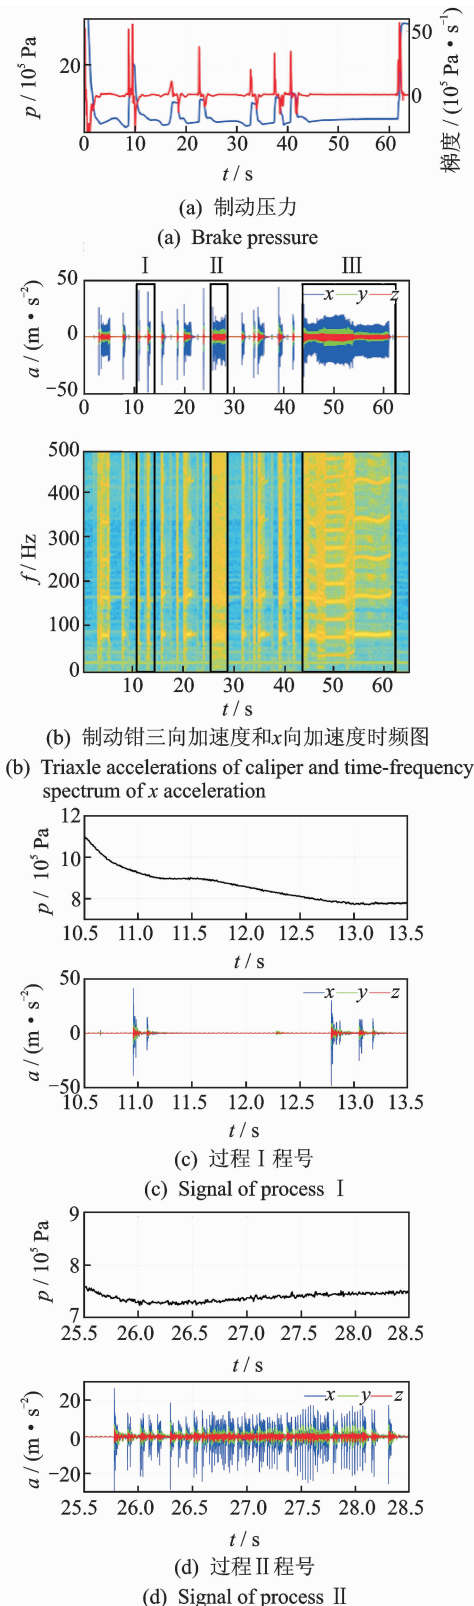 p / 10⁵ Pa
20
50
0
梯度 / (10⁵ Pa • s⁻¹)
0 10 20 30 40 50 60
t / s
(a) 制动压力
(a) Brake pressure
Ⅰ Ⅱ Ⅲ
a / (m • s⁻²)
50
0
−50
x y z
0 10 20 30 40 50 60
f / Hz
500
400
300
200
100
0
10 20 30 40 50 60
t / s
(b) 制动钳三向加速度和x向加速度时频图
(b) Triaxle accelerations of caliper and time-frequency
spectrum of x acceleration
p / 10⁵ Pa
12
10
8
10.5 11.0 11.5 12.0 12.5 13.0 13.5
t / s
a / (m • s⁻²)
50
0
−50
x y z
10.5 11.0 11.5 12.0 12.5 13.0 13.5
t / s
(c) 过程Ⅰ程号
(c) Signal of process Ⅰ
p / 10⁵ Pa
9
8
7
25.5 26.0 26.5 27.0 27.5 28.0 28.5
t / s
a / (m • s⁻²)
20
0
−20
x y z
25.5 26.0 26.5 27.0 27.5 28.0 28.5
t / s
(d) 过程Ⅱ程号
(d) Signal of process Ⅱ